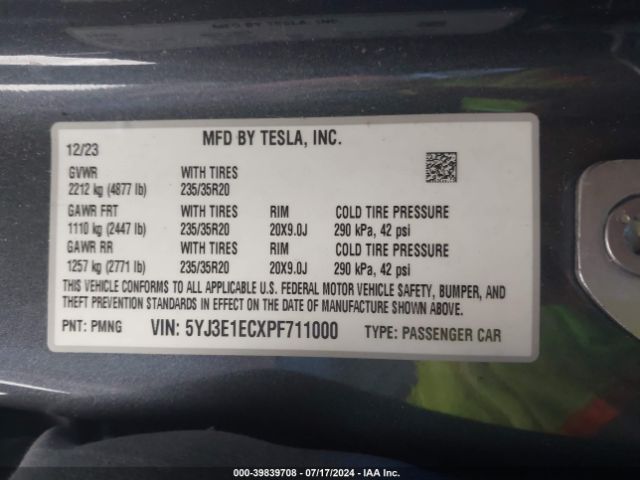 MFD BY TESLA, INC.
12/23
GVWR WITH TIRES
2212 kg (4877 lb) 235/35R20
GAWR FRT WITH TIRES RIM COLD TIRE PRESSURE
1110 kg (2447 lb) 235/35R20 20X9.0J 290 kPa, 42 psi
GAWR RR WITH TIRES RIM COLD TIRE PRESSURE
1257 kg (2771 lb) 235/35R20 20X9.0J 290 kPa, 42 psi
THIS VEHICLE CONFORMS TO ALL APPLICABLE U.S. FEDERAL MOTOR VEHICLE SAFETY, BUMPER, AND
THEFT PREVENTION STANDARDS IN EFFECT ON THE DATE OF MANUFACTURE SHOWN ABOVE.
PNT: PMNG VIN: 5YJ3E1ECXPF711000 TYPE: PASSENGER CAR
000-39839708 - 07/17/2024 - IAA Inc.